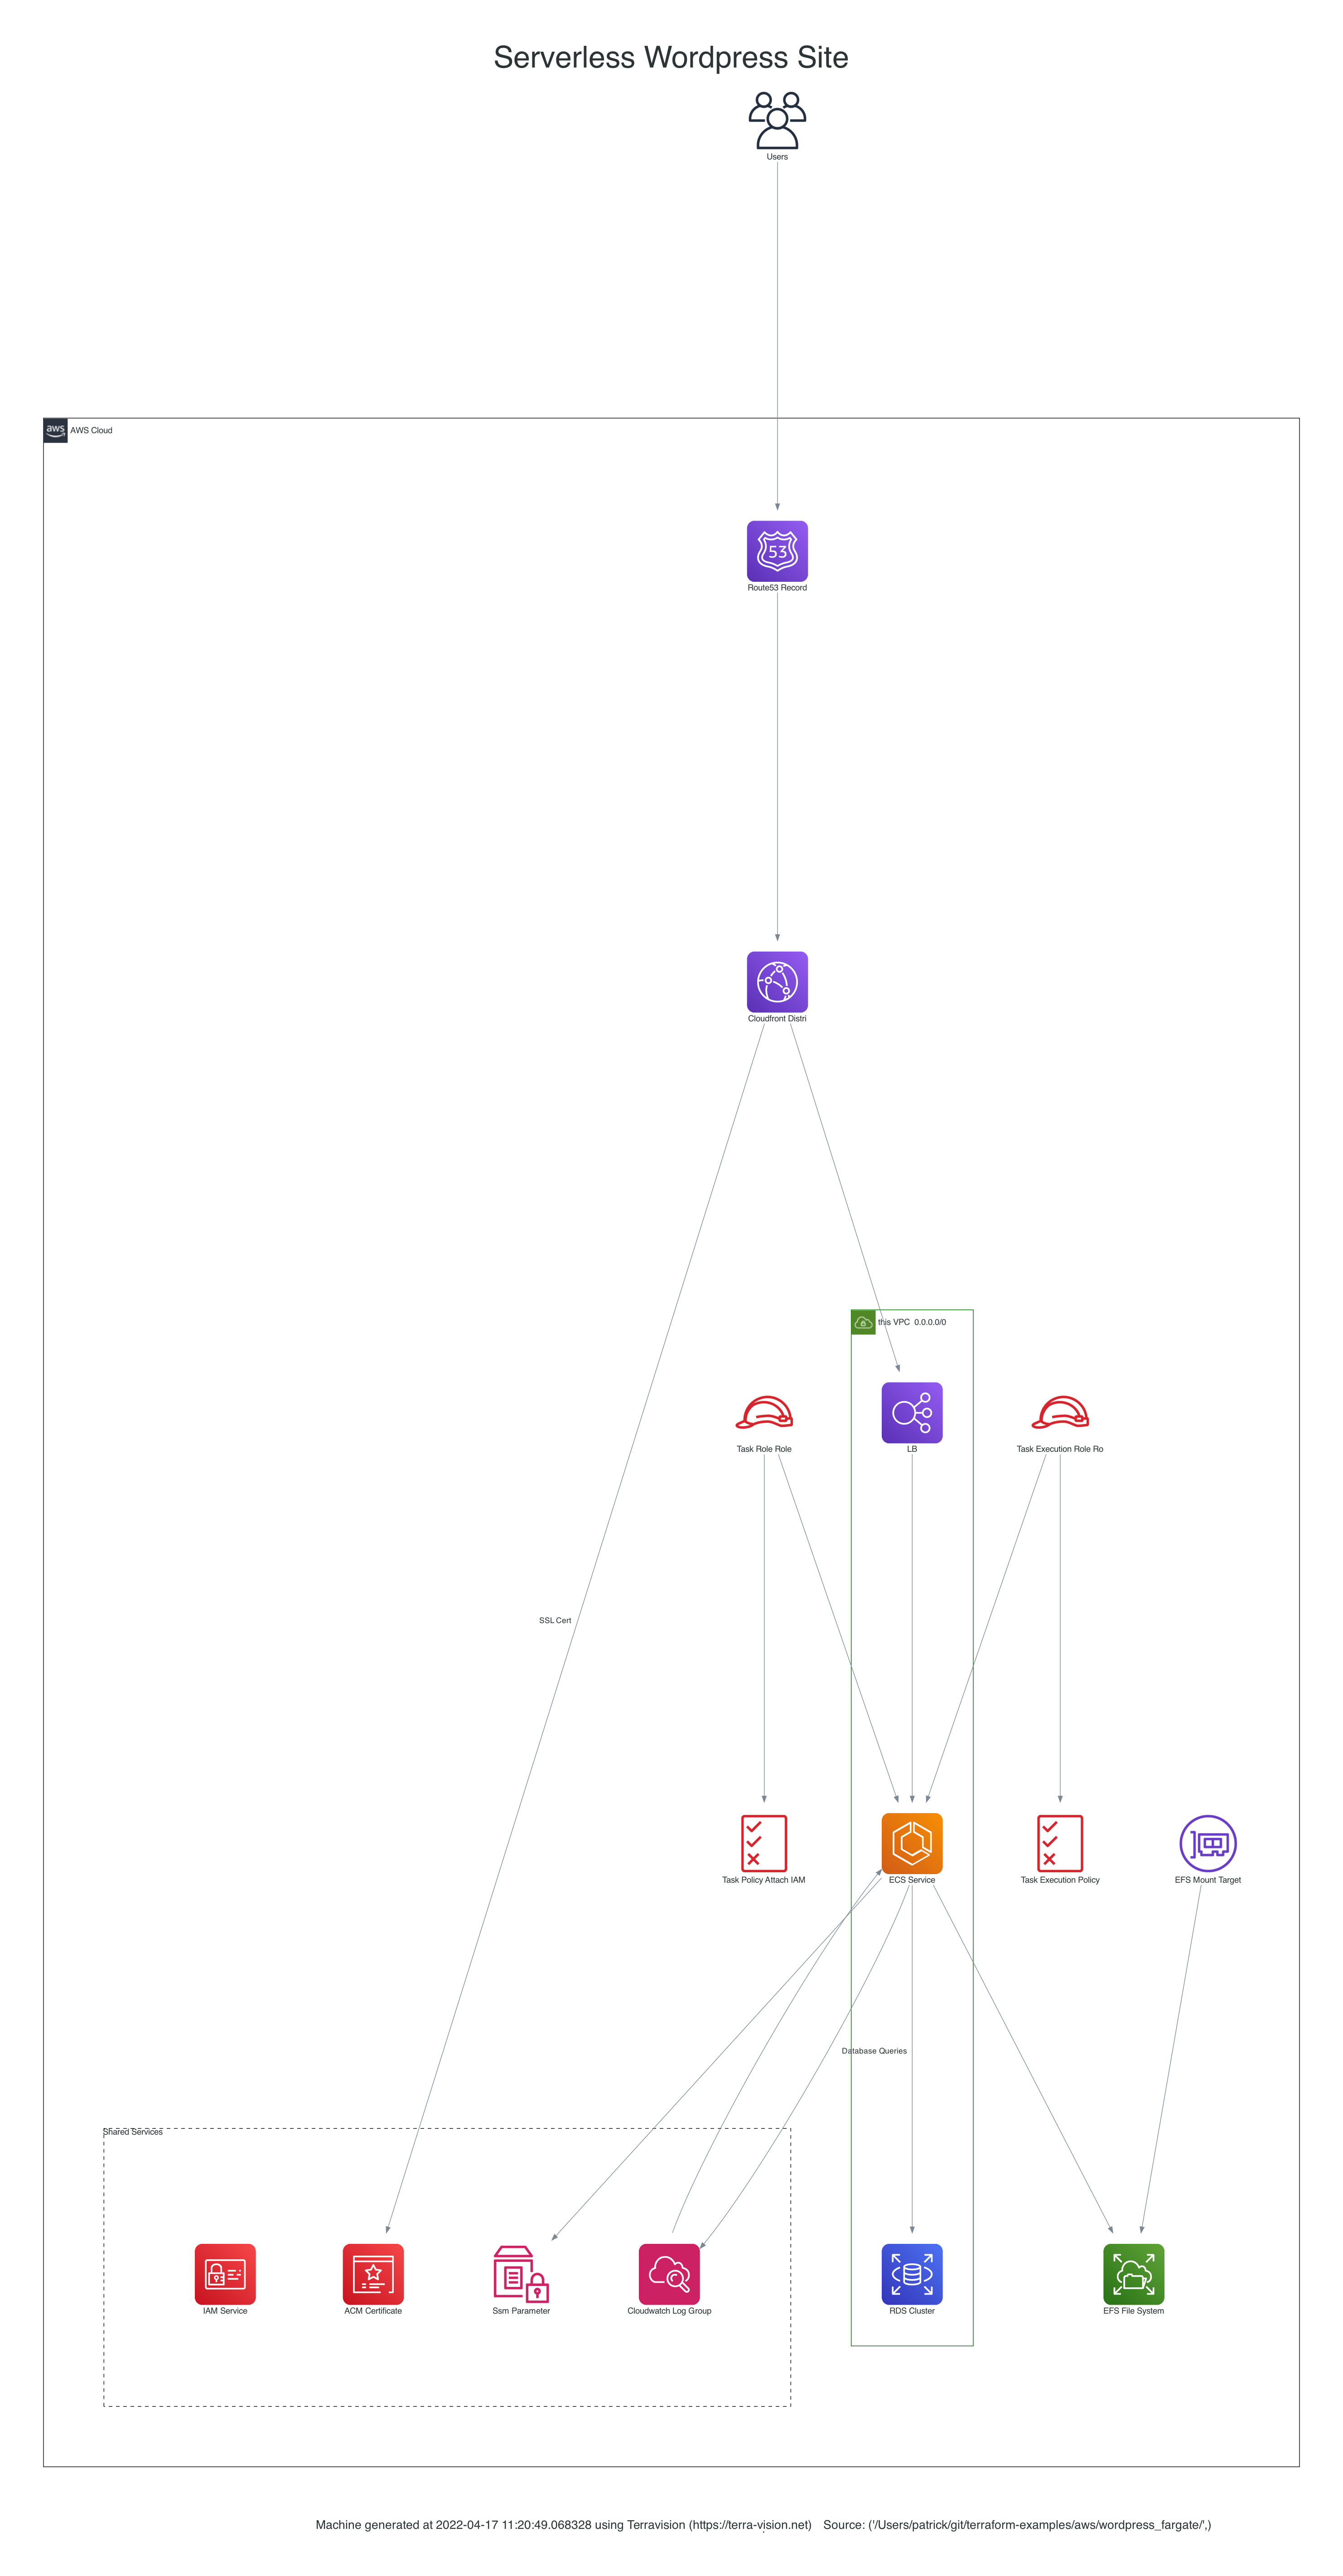 Serverless Wordpress Site
Users
aws
AWS Cloud
53
Route53 Record
Cloudfront Distri
this VPC  0.0.0.0/0
Task Role Role
LB
Task Execution Role Ro
SSL Cert
Task Policy Attach IAM
ECS Service
Task Execution Policy
EFS Mount Target
Database Queries
Shared Services
IAM Service
ACM Certificate
Ssm Parameter
Cloudwatch Log Group
RDS Cluster
EFS File System
Machine generated at 2022-04-17 11:20:49.068328 using Terravision (https://terra-vision.net)    Source: ('/Users/patrick/git/terraform-examples/aws/wordpress_fargate/',)